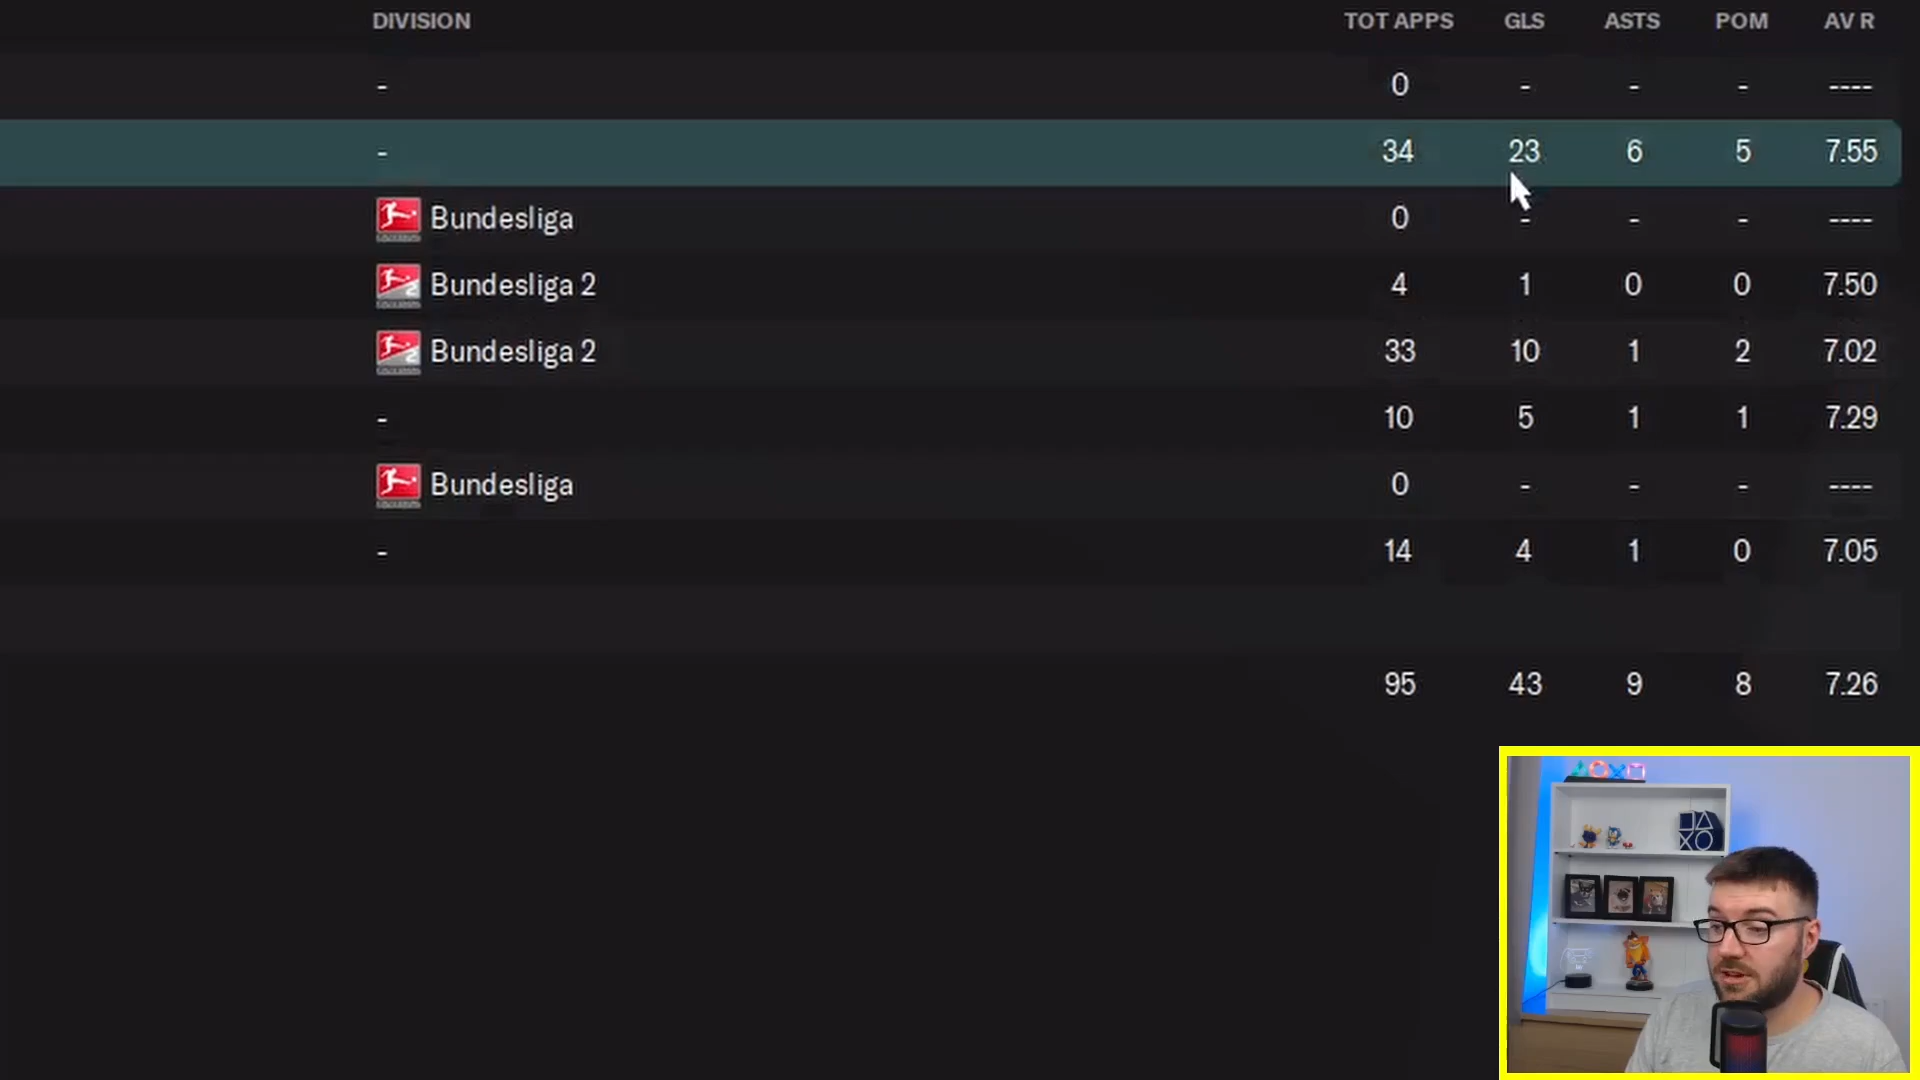 DIVISION TOT APPS GLS ASTS POM AV R
- 0 - - - ----
- 34 23 6 5 7.55
Bundesliga 0 - - - ----
Bundesliga 2 4 1 0 0 7.50
Bundesliga 2 33 10 1 2 7.02
- 10 5 1 1 7.29
Bundesliga 0 - - - ----
- 14 4 1 0 7.05
95 43 9 8 7.26